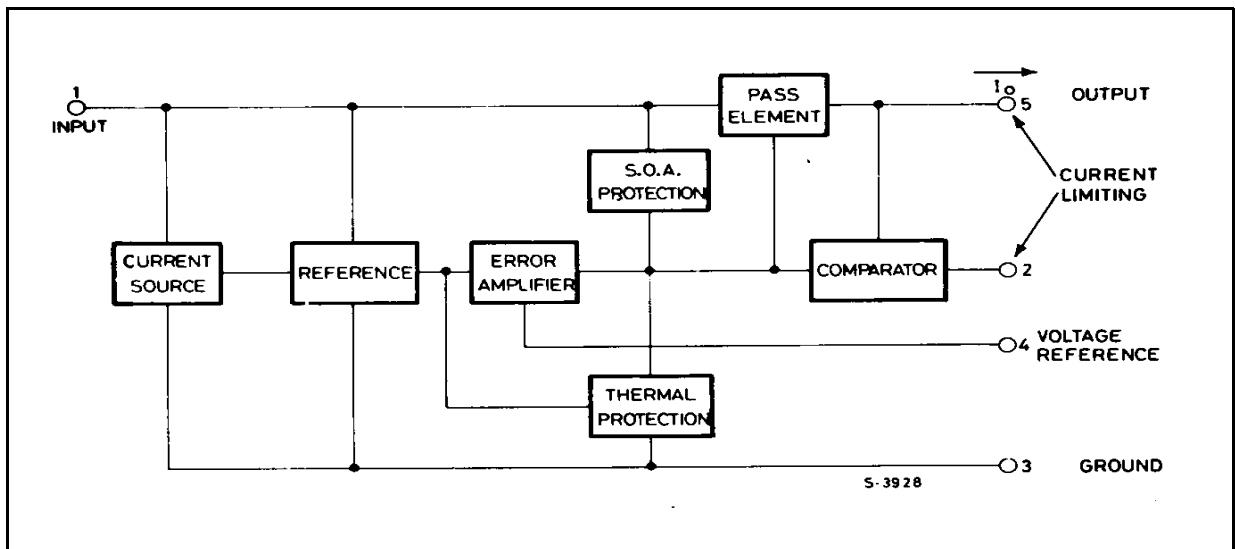 1
INPUT
PASS
ELEMENT
Io
5
OUTPUT
S.O.A.
PROTECTION
CURRENT
LIMITING
CURRENT
SOURCE
REFERENCE
ERROR
AMPLIFIER
COMPARATOR
2
4
VOLTAGE
REFERENCE
THERMAL
PROTECTION
3
GROUND
S-3928